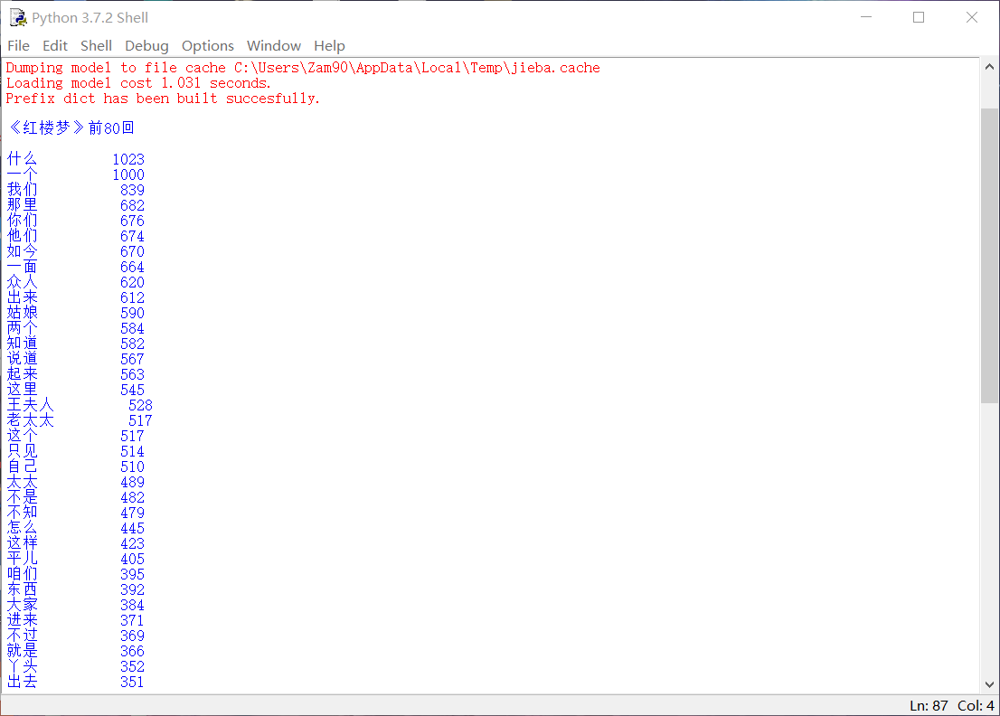 Python 3.7.2 Shell
File Edit Shell Debug Options Window Help
Dumping model to file cache C:\Users\Zam90\AppData\Local\Temp\jieba.cache
Loading model cost 1.031 seconds.
Prefix dict has been built succesfully.
《红楼梦》前80回
什么 1023
一个 1000
我们 839
那里 682
你们 676
他们 674
如今 670
一面 664
众人 620
出来 612
姑娘 590
两个 584
知道 582
说道 567
起来 563
这里 545
王夫人 528
老太太 517
这个 517
只见 514
自己 510
太太 489
不是 482
不知 479
怎么 445
这样 423
平儿 405
咱们 395
东西 392
大家 384
进来 371
不过 369
就是 366
丫头 352
出去 351
Ln: 87 Col: 4